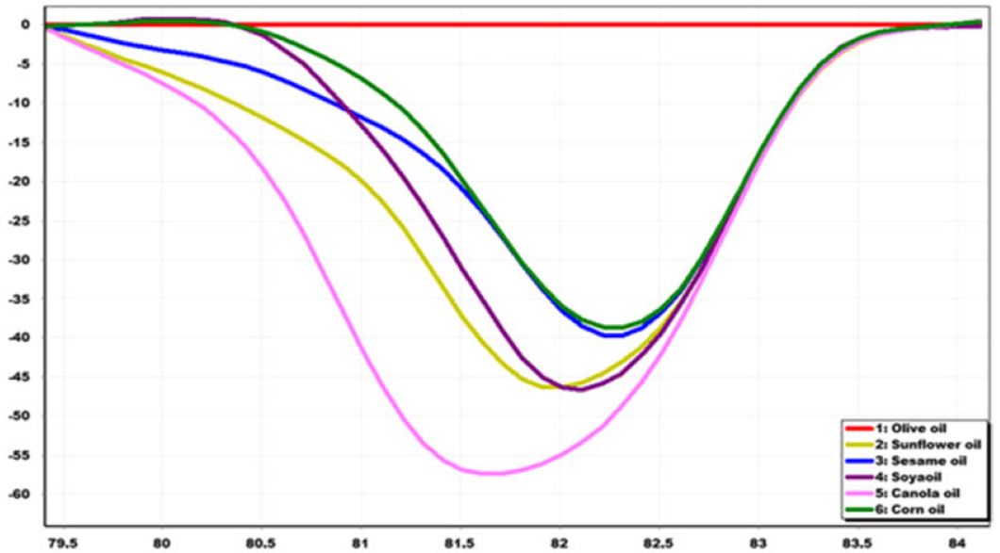 0
-5
-10
-15
-20
-25
-30
-35
-40
-45
-50
-55
-60
1: Olive oil
2: Sunflower oil
3: Sesame oil
4: Soyaoil
5: Canola oil
6: Corn oil
79.5 80 80.5 81 81.5 82 82.5 83 83.5 84